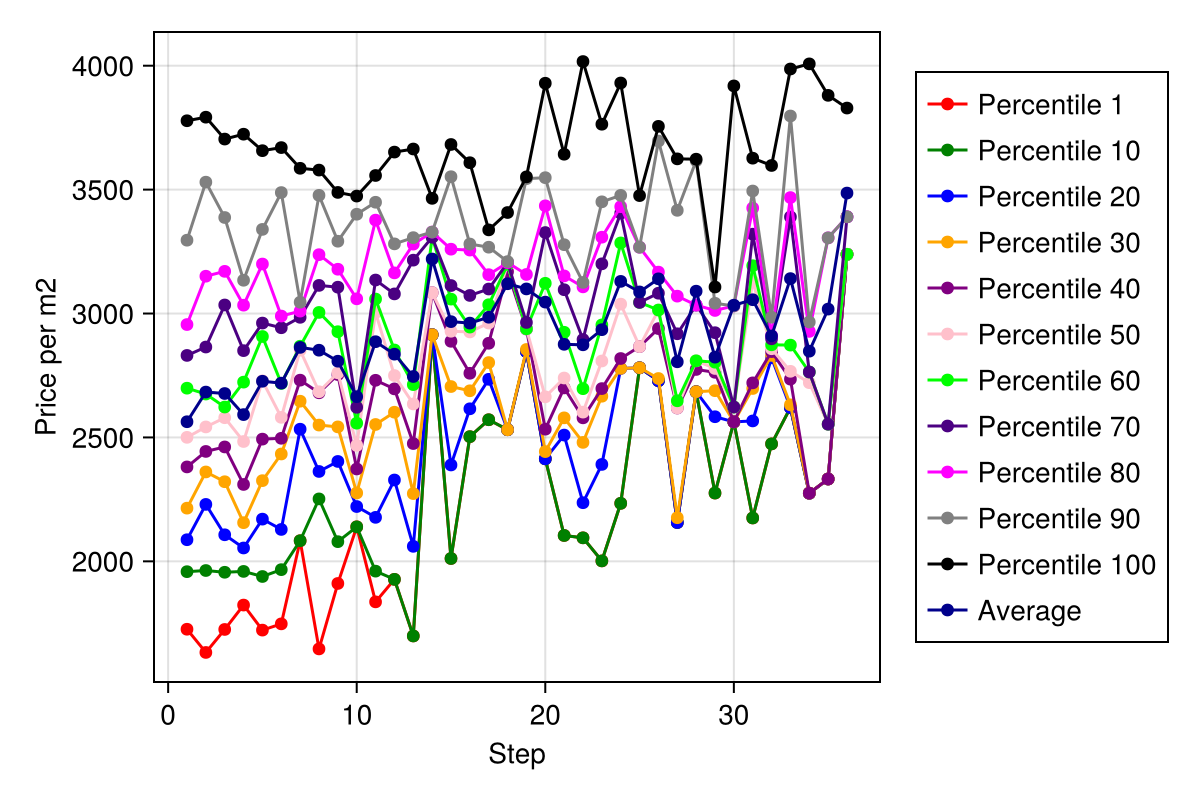 4000
3500
3000
2500
2000
Price per m2
0 10 20 30
Step
Percentile 1
Percentile 10
Percentile 20
Percentile 30
Percentile 40
Percentile 50
Percentile 60
Percentile 70
Percentile 80
Percentile 90
Percentile 100
Average